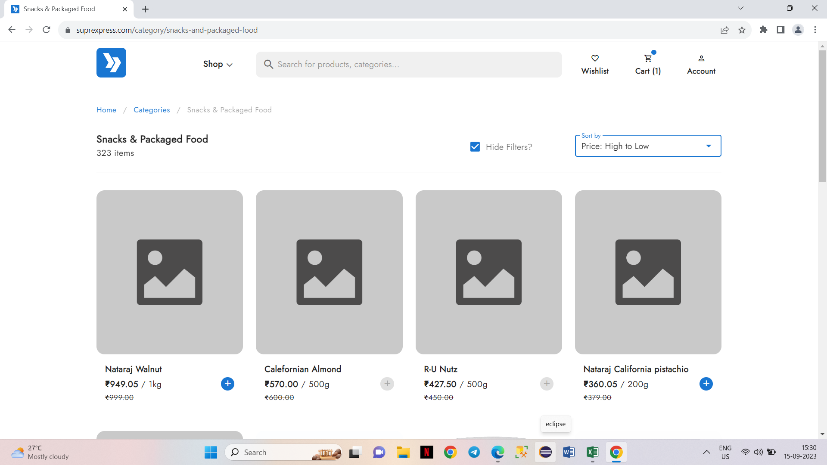 Snacks & Packaged Food
suprexpress.com/category/snacks-and-packaged-food
Shop
Search for products, categories...
Wishlist
Cart (1)
Account
Home / Categories / Snacks & Packaged Food
Snacks & Packaged Food
323 items
Hide Filters?
Sort by
Price: High to Low
Nataraj Walnut
₹949.05 / 1kg
₹999.00
Calefornian Almond
₹570.00 / 500g
₹600.00
R-U Nutz
₹427.50 / 500g
₹450.00
Nataraj California pistachio
₹360.05 / 200g
₹379.00
eclipse
27°C
Mostly cloudy
Search
ENG
US
15:30
15-09-2023